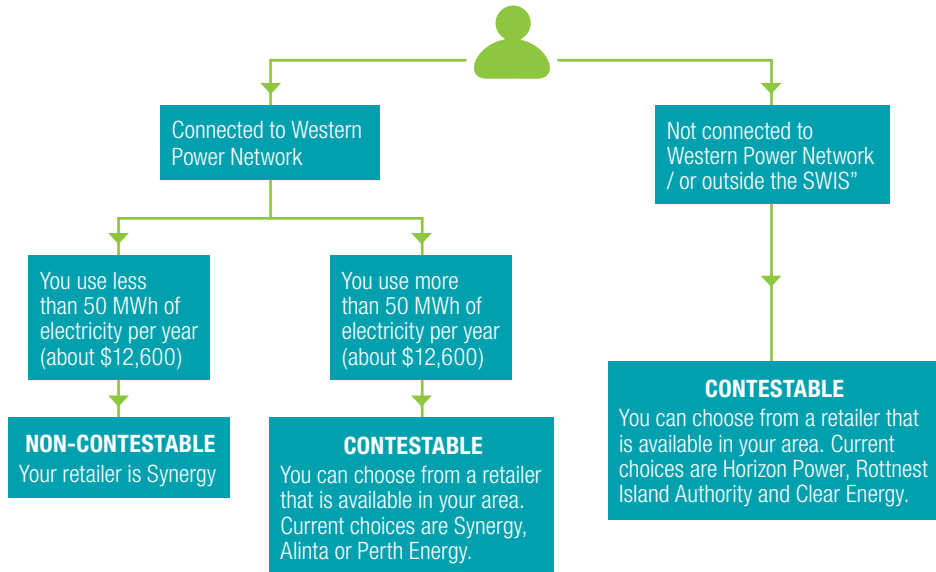 Connected to Western
Power Network
Not connected to
Western Power Network
/ or outside the SWIS”
You use less
than 50 MWh of
electricity per year
(about $12,600)
You use more
than 50 MWh of
electricity per year
(about $12,600)
NON-CONTESTABLE
Your retailer is Synergy
CONTESTABLE
You can choose from a retailer
that is available in your area.
Current choices are Synergy,
Alinta or Perth Energy.
CONTESTABLE
You can choose from a retailer that
is available in your area. Current
choices are Horizon Power, Rottnest
Island Authority and Clear Energy.